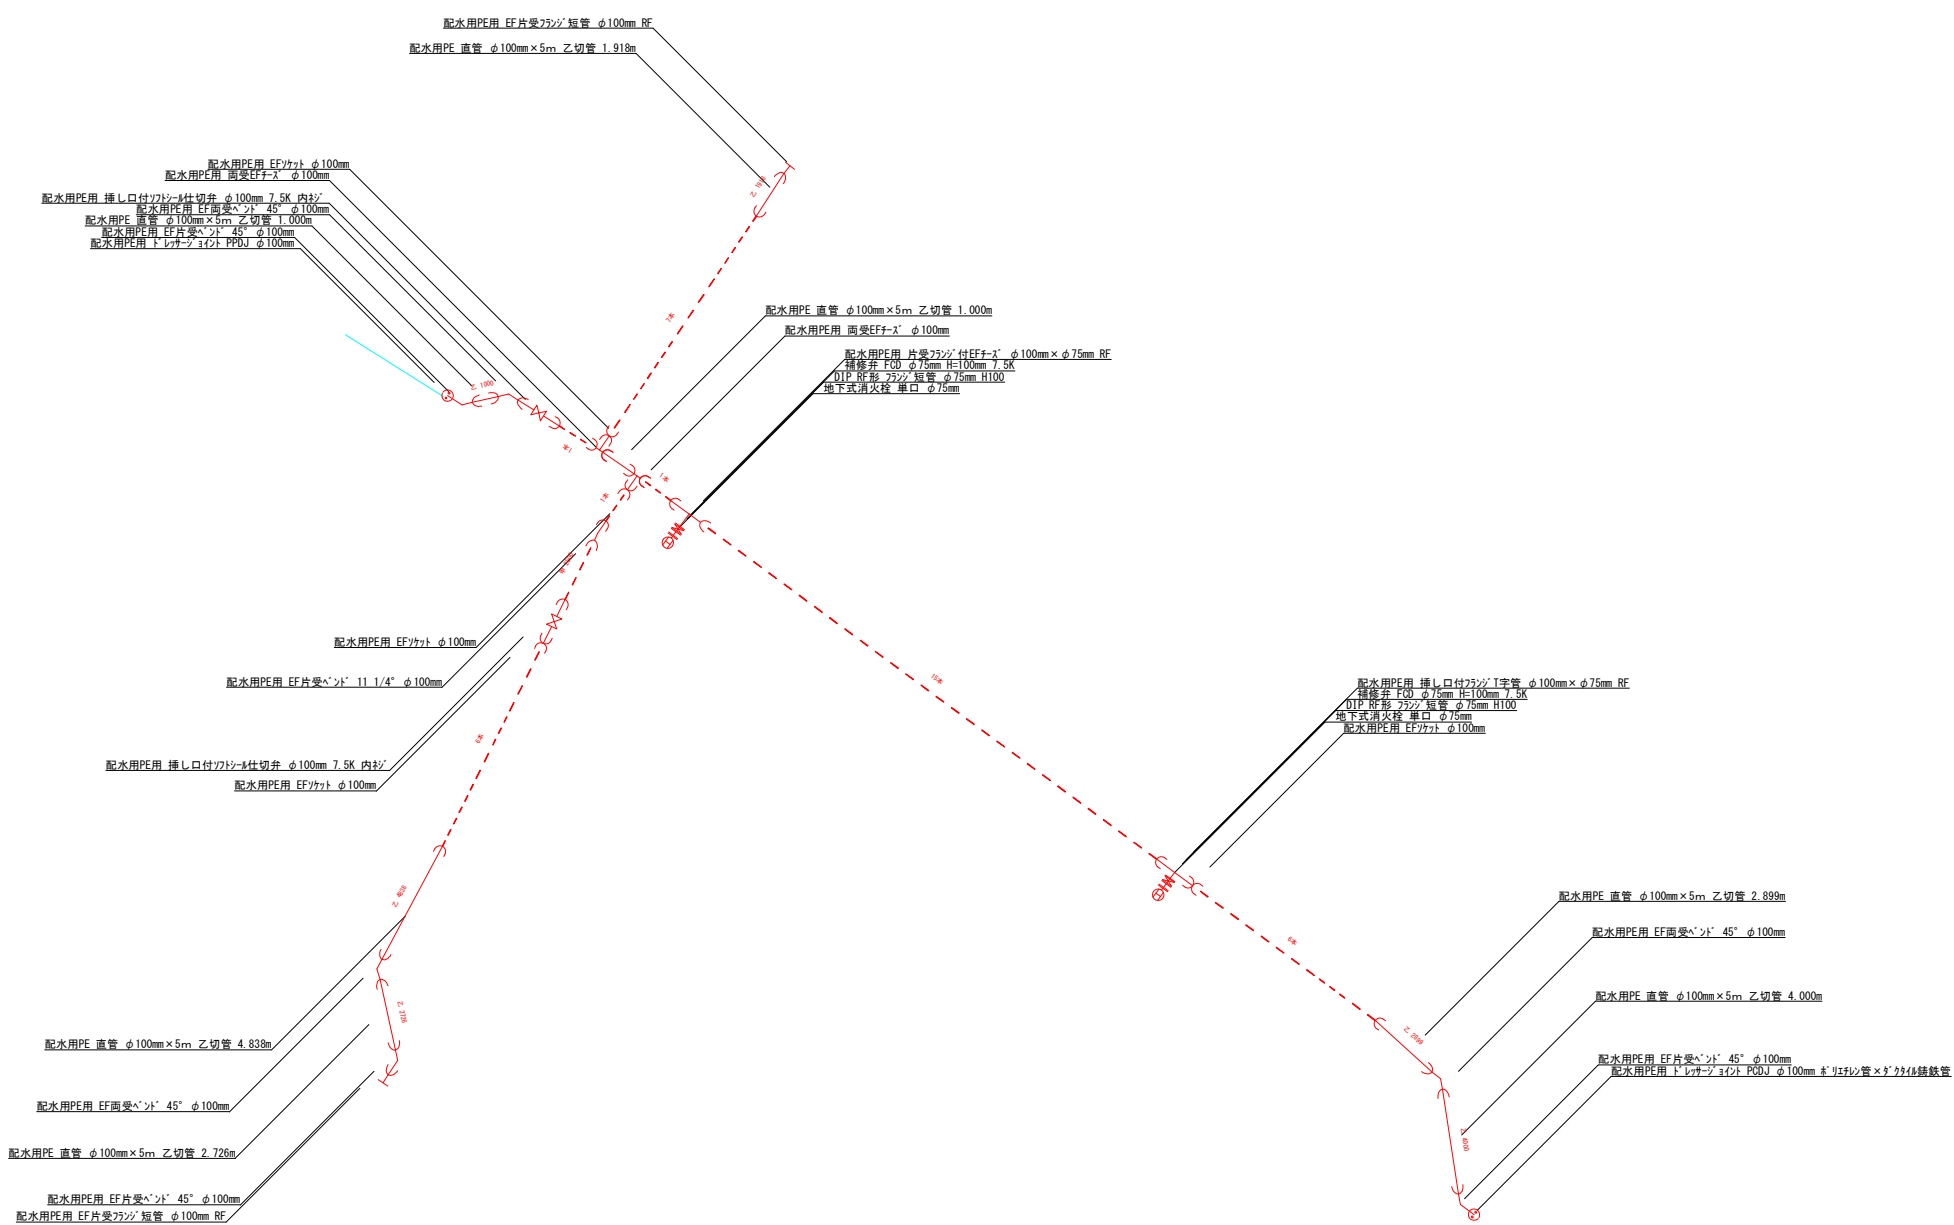 配水用PE用 EF片受フランジ短管 φ100mm RF
配水用PE 直管 φ100mm×5m 乙切管 1.918m
配水用PE用 EFソケット φ100mm
配水用PE用 両受EFチーズ φ100mm
配水用PE用 挿し口付ソフトシール仕切弁 φ100mm 7.5K 内ネジ
配水用PE用 EF両受ベンド 45° φ100mm
配水用PE 直管 φ100mm×5m 乙切管 1.000m
配水用PE用 EF片受ベンド 45° φ100mm
配水用PE用 ドレッサージョイント PPDJ φ100mm
乙 1918
7本
乙 1000
1本
配水用PE 直管 φ100mm×5m 乙切管 1.000m
配水用PE用 両受EFチーズ φ100mm
配水用PE用 片受フランジ付EFチーズ φ100mm×φ75mm RF
補修弁 FCD φ75mm H=100mm 7.5K
DIP RF形 フランジ短管 φ75mm H100
地下式消火栓 単口 φ75mm
1本
1本
配水用PE用 EFソケット φ100mm
配水用PE用 EF片受ベンド 11 1/4° φ100mm
15本
6本
配水用PE用 挿し口付ソフトシール仕切弁 φ100mm 7.5K 内ネジ
配水用PE用 EFソケット φ100mm
配水用PE用 挿し口付フランジT字管 φ100mm×φ75mm RF
補修弁 FCD φ75mm H=100mm 7.5K
DIP RF形 フランジ短管 φ75mm H100
地下式消火栓 単口 φ75mm
配水用PE用 EFソケット φ100mm
乙 4838
6本
配水用PE 直管 φ100mm×5m 乙切管 2.899m
配水用PE用 EF両受ベンド 45° φ100mm
配水用PE 直管 φ100mm×5m 乙切管 4.000m
乙 2726
乙 2899
配水用PE 直管 φ100mm×5m 乙切管 4.838m
配水用PE用 EF片受ベンド 45° φ100mm
配水用PE用 ドレッサージョイント PCDJ φ100mm ポリエチレン管×ダクタイル鋳鉄管
配水用PE用 EF両受ベンド 45° φ100mm
乙 4000
配水用PE 直管 φ100mm×5m 乙切管 2.726m
配水用PE用 EF片受ベンド 45° φ100mm
配水用PE用 EF片受フランジ短管 φ100mm RF